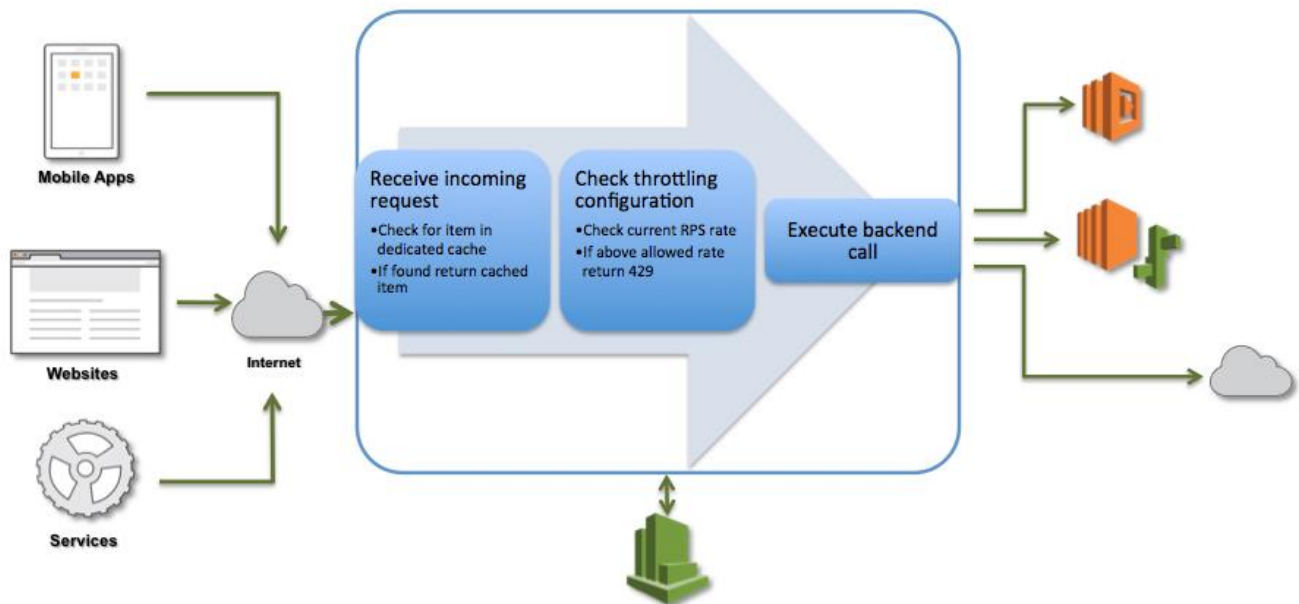 Mobile Apps
Websites
Services
Internet
Receive incoming
request
•Check for item in
dedicated cache
•If found return cached
item
Check throttling
configuration
•Check current RPS rate
•If above allowed rate
return 429
Execute backend
call